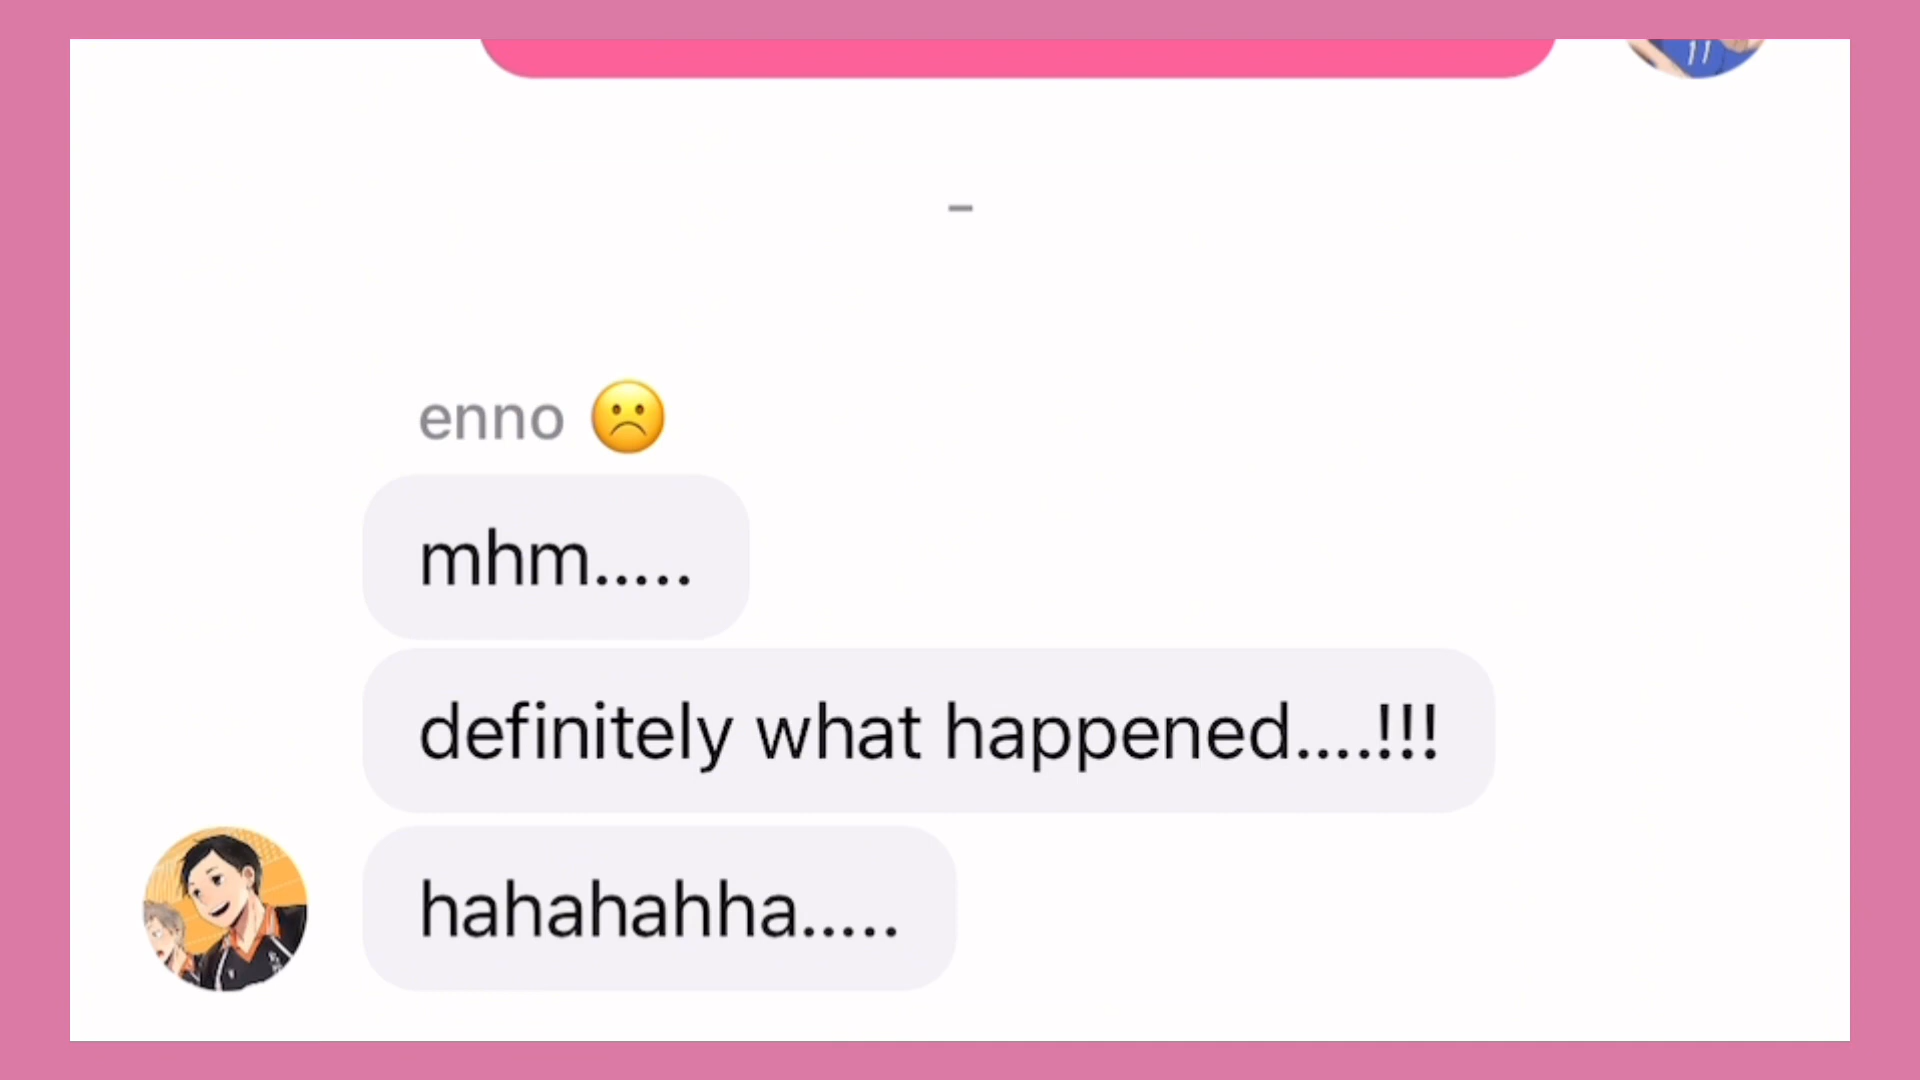 –
enno ☹️
mhm.....
definitely what happened....!!!
hahahahha.....